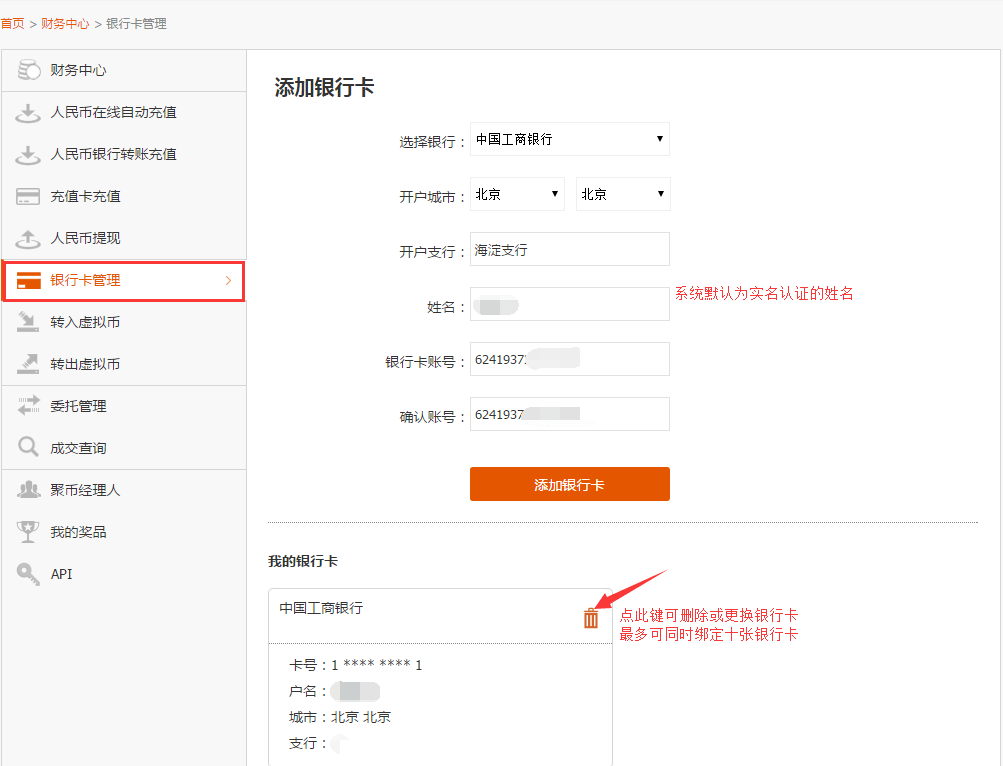 首页 > 财务中心 > 银行卡管理
财务中心
人民币在线自动充值
人民币银行转账充值
充值卡充值
人民币提现
银行卡管理
转入虚拟币
转出虚拟币
委托管理
成交查询
聚币经理人
我的奖品
API
添加银行卡
选择银行： 中国工商银行
开户城市： 北京 北京
开户支行： 海淀支行
姓名：
系统默认为实名认证的姓名
银行卡账号： 6241937
确认账号： 6241937
添加银行卡
我的银行卡
中国工商银行
点此键可删除或更换银行卡
最多可同时绑定十张银行卡
卡号：1 **** **** 1
户名：
城市：北京 北京
支行：